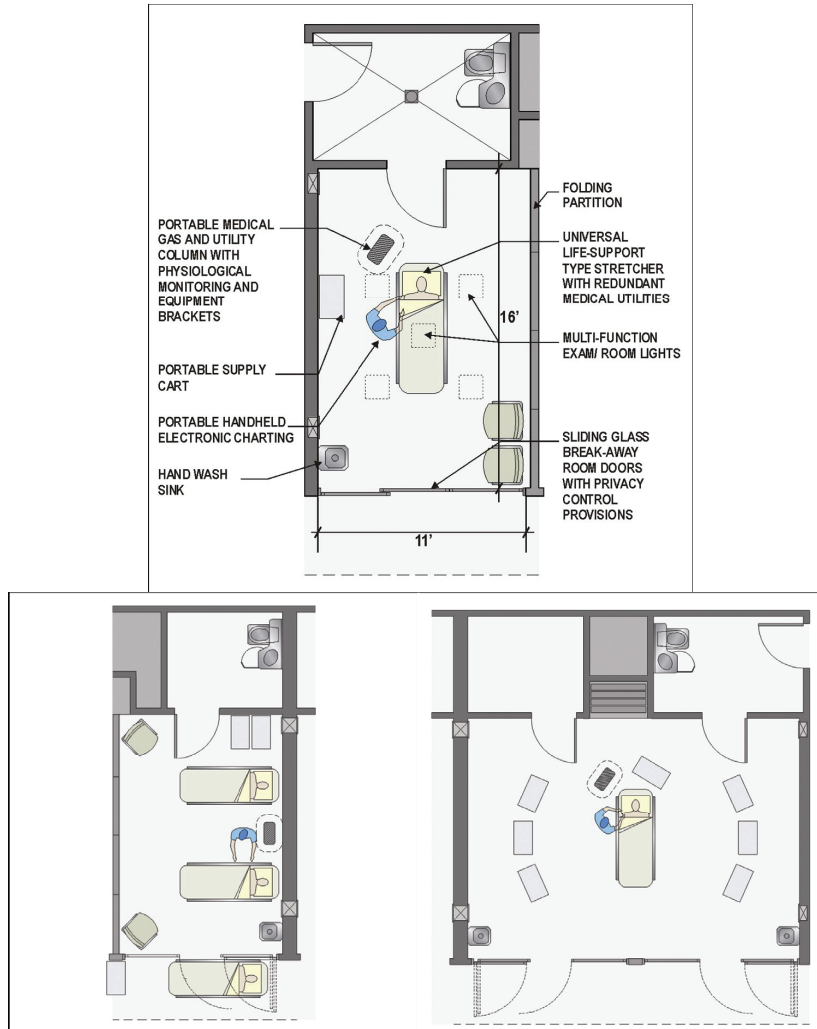 PORTABLE MEDICAL
GAS AND UTILITY
COLUMN WITH
PHYSIOLOGICAL
MONITORING AND
EQUIPMENT
BRACKETS
PORTABLE SUPPLY
CART
PORTABLE HANDHELD
ELECTRONIC CHARTING
HAND WASH
SINK
FOLDING
PARTITION
UNIVERSAL
LIFE-SUPPORT
TYPE STRETCHER
WITH REDUNDANT
MEDICAL UTILITIES
16'
MULTI-FUNCTION
EXAM/ ROOM LIGHTS
SLIDING GLASS
BREAK-AWAY
ROOM DOORS
WITH PRIVACY
CONTROL
PROVISIONS
11'